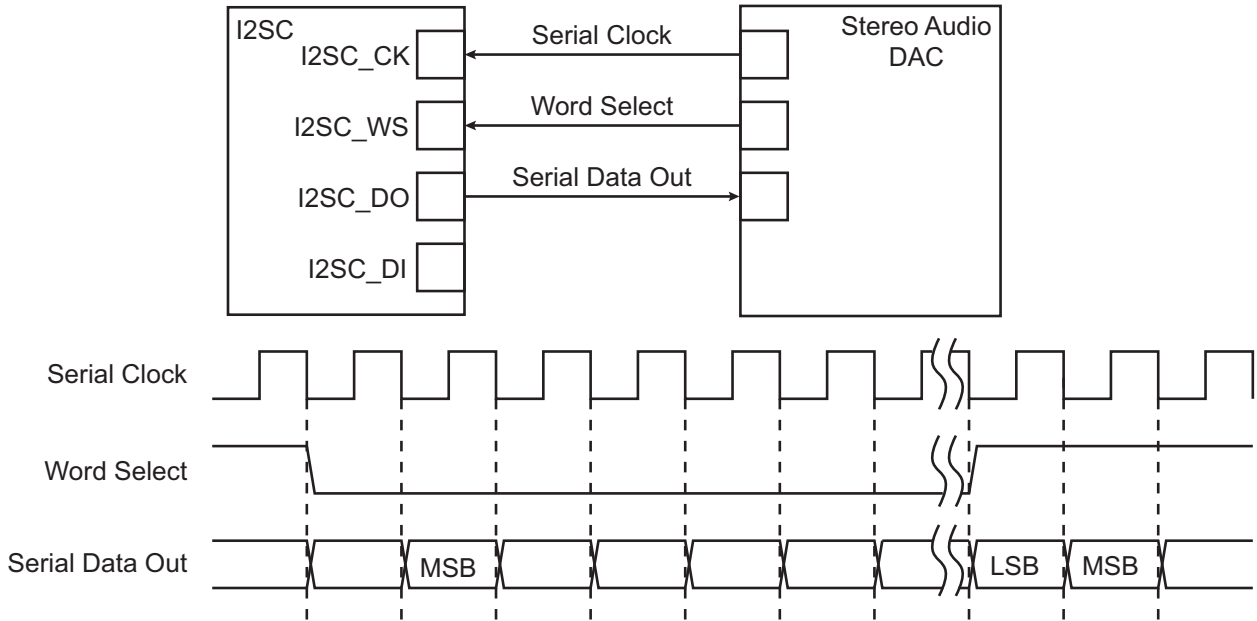 I2SC
I2SC_CK
Serial Clock
Stereo Audio
DAC
I2SC_WS
Word Select
I2SC_DO
Serial Data Out
I2SC_DI
Serial Clock
Word Select
Serial Data Out
MSB
LSB
MSB